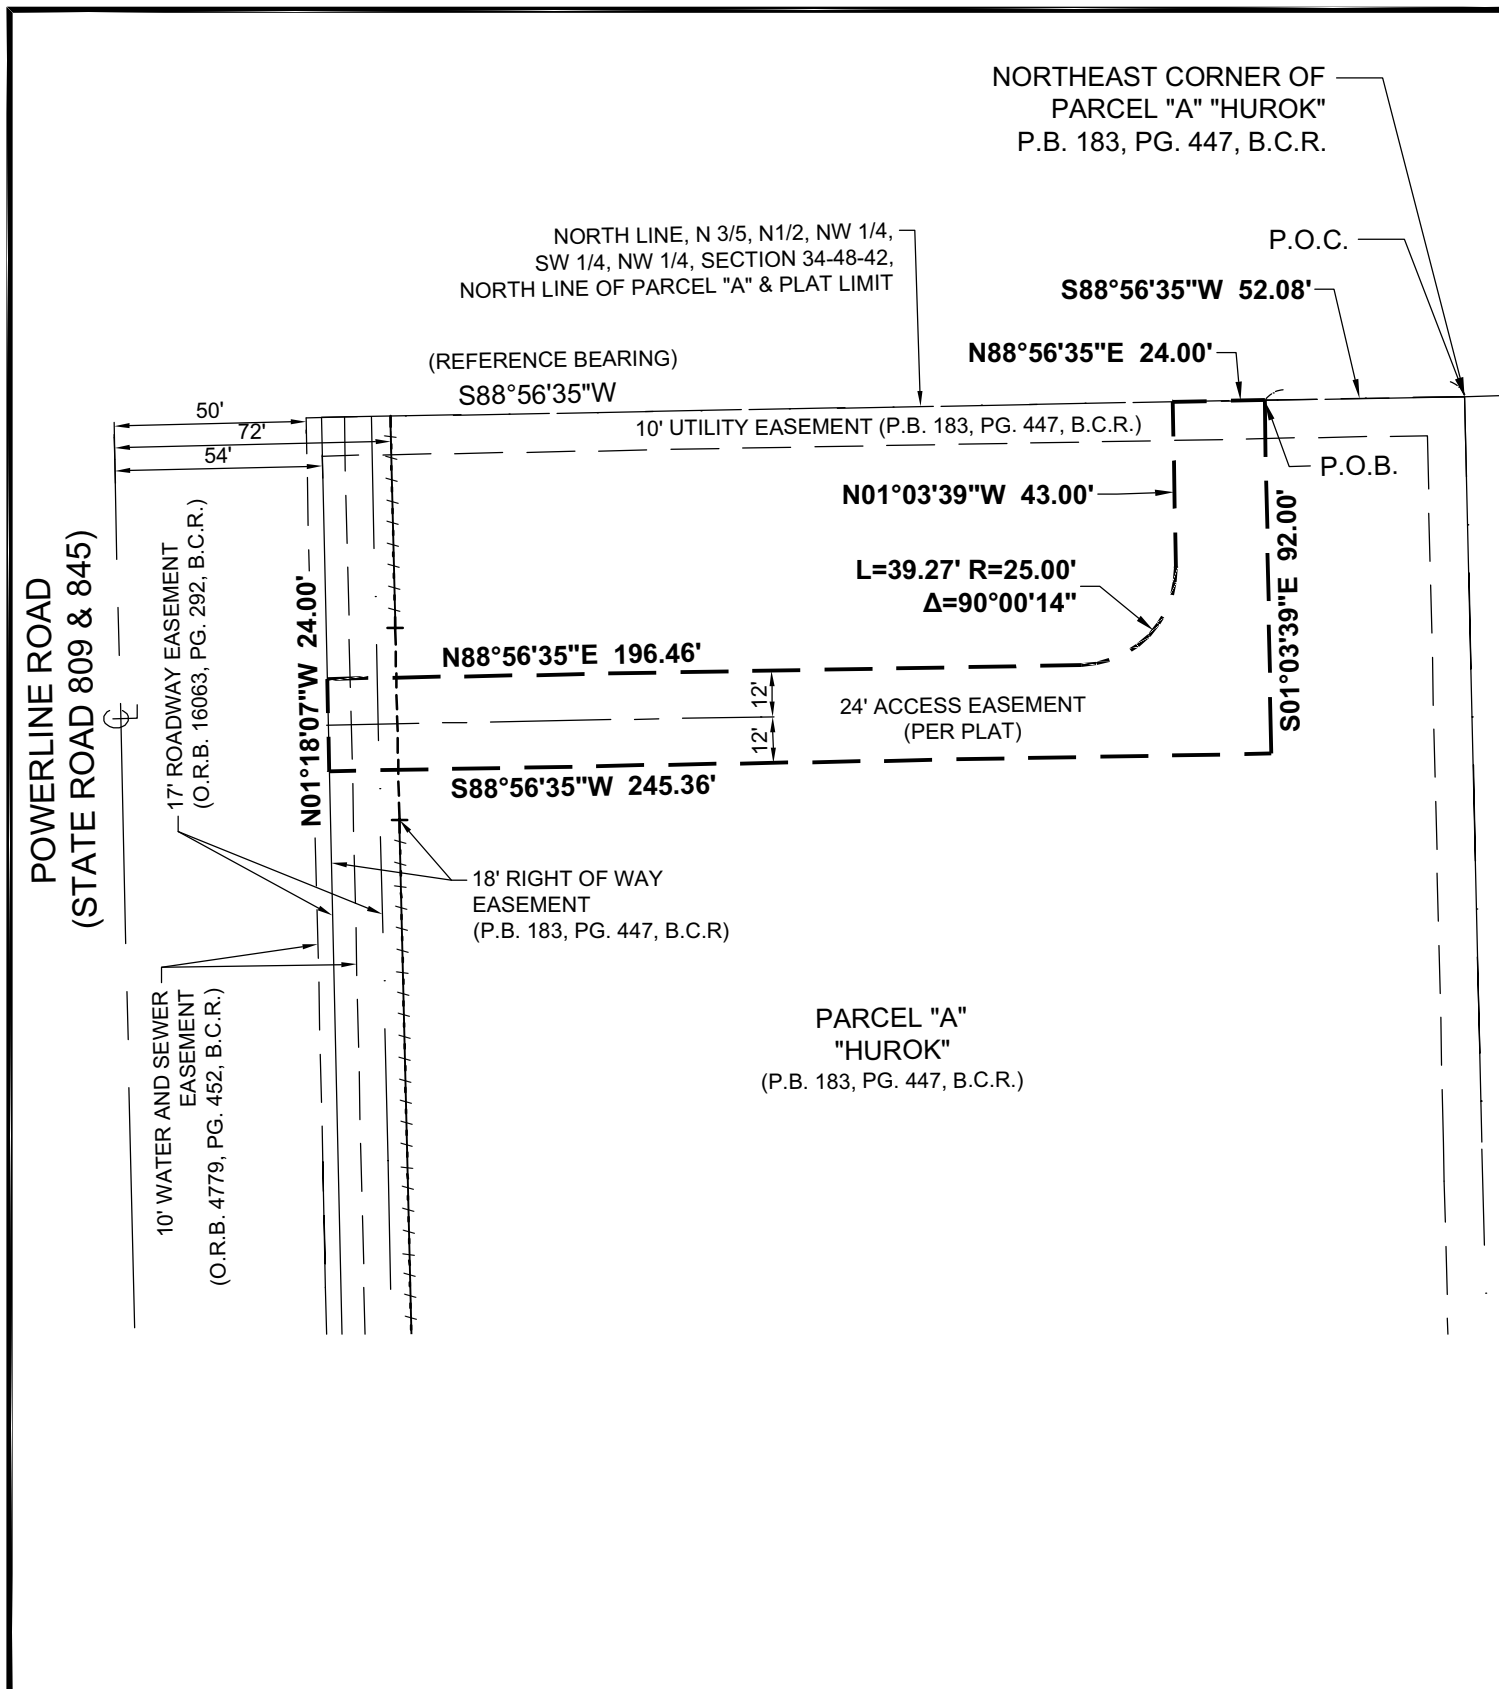 NORTHEAST CORNER OF
PARCEL "A" "HUROK"
P.B. 183, PG. 447, B.C.R.
NORTH LINE, N 3/5, N1/2, NW 1/4,
SW 1/4, NW 1/4, SECTION 34-48-42,
NORTH LINE OF PARCEL "A" & PLAT LIMIT
P.O.C.
S88°56'35"W 52.08'
N88°56'35"E 24.00'
(REFERENCE BEARING)
S88°56'35"W
50'
72'
54'
10' UTILITY EASEMENT (P.B. 183, PG. 447, B.C.R.)
P.O.B.
N01°03'39"W 43.00'
S01°03'39"E 92.00'
L=39.27' R=25.00'
Δ=90°00'14"
POWERLINE ROAD
(STATE ROAD 809 & 845)
17' ROADWAY EASEMENT
(O.R.B. 16063, PG. 292, B.C.R.)
N01°18'07"W 24.00'
N88°56'35"E 196.46'
12'
12'
24' ACCESS EASEMENT
(PER PLAT)
S88°56'35"W 245.36'
18' RIGHT OF WAY
EASEMENT
(P.B. 183, PG. 447, B.C.R)
10' WATER AND SEWER
EASEMENT
(O.R.B. 4779, PG. 452, B.C.R.)
PARCEL "A"
"HUROK"
(P.B. 183, PG. 447, B.C.R.)